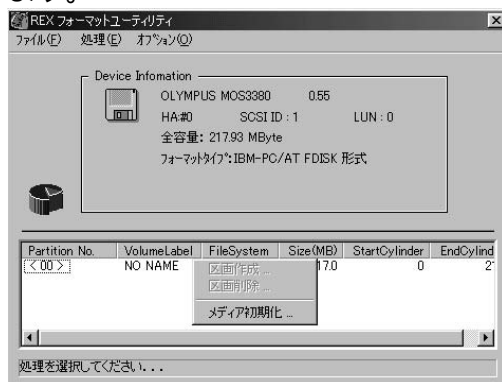 REX フォーマットユーティリティ
ファイル(F) 処理(E) オプション(O)
Device Infomation
OLYMPUS MOS3380 0.55
HA:#0 SCSI ID : 1 LUN : 0
全容量: 217.93 MByte
フォーマットタイプ:IBM-PC/AT FDISK 形式
Partition No. VolumeLabel FileSystem Size(MB) StartCylinder EndCylind
< 00 > NO NAME 17.0 0 2
区画作成 ...
区画削除 ...
メディア初期化 ...
処理を選択してください...